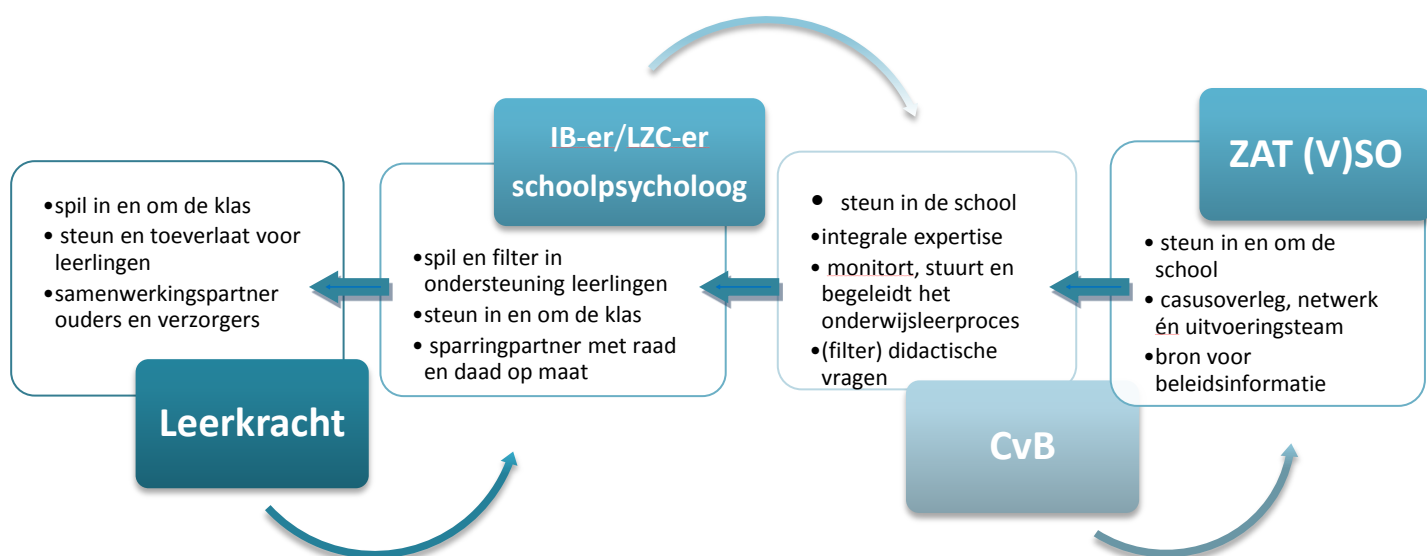 •spil in en om de klas
• steun en toeverlaat voor
leerlingen
•samenwerkingspartner
ouders en verzorgers
Leerkracht
IB-er/LZC-er
schoolpsycholoog
•spil en filter in
ondersteuning leerlingen
•steun in en om de klas
• sparringpartner met raad
en daad op maat
• steun in de school
•integrale expertise
• monitort, stuurt en
begeleidt het
onderwijsleerproces
•(filter) didactische
vragen
CvB
ZAT (V)SO
• steun in en om de
school
• casusoverleg, netwerk
én uitvoeringsteam
•bron voor
beleidsinformatie